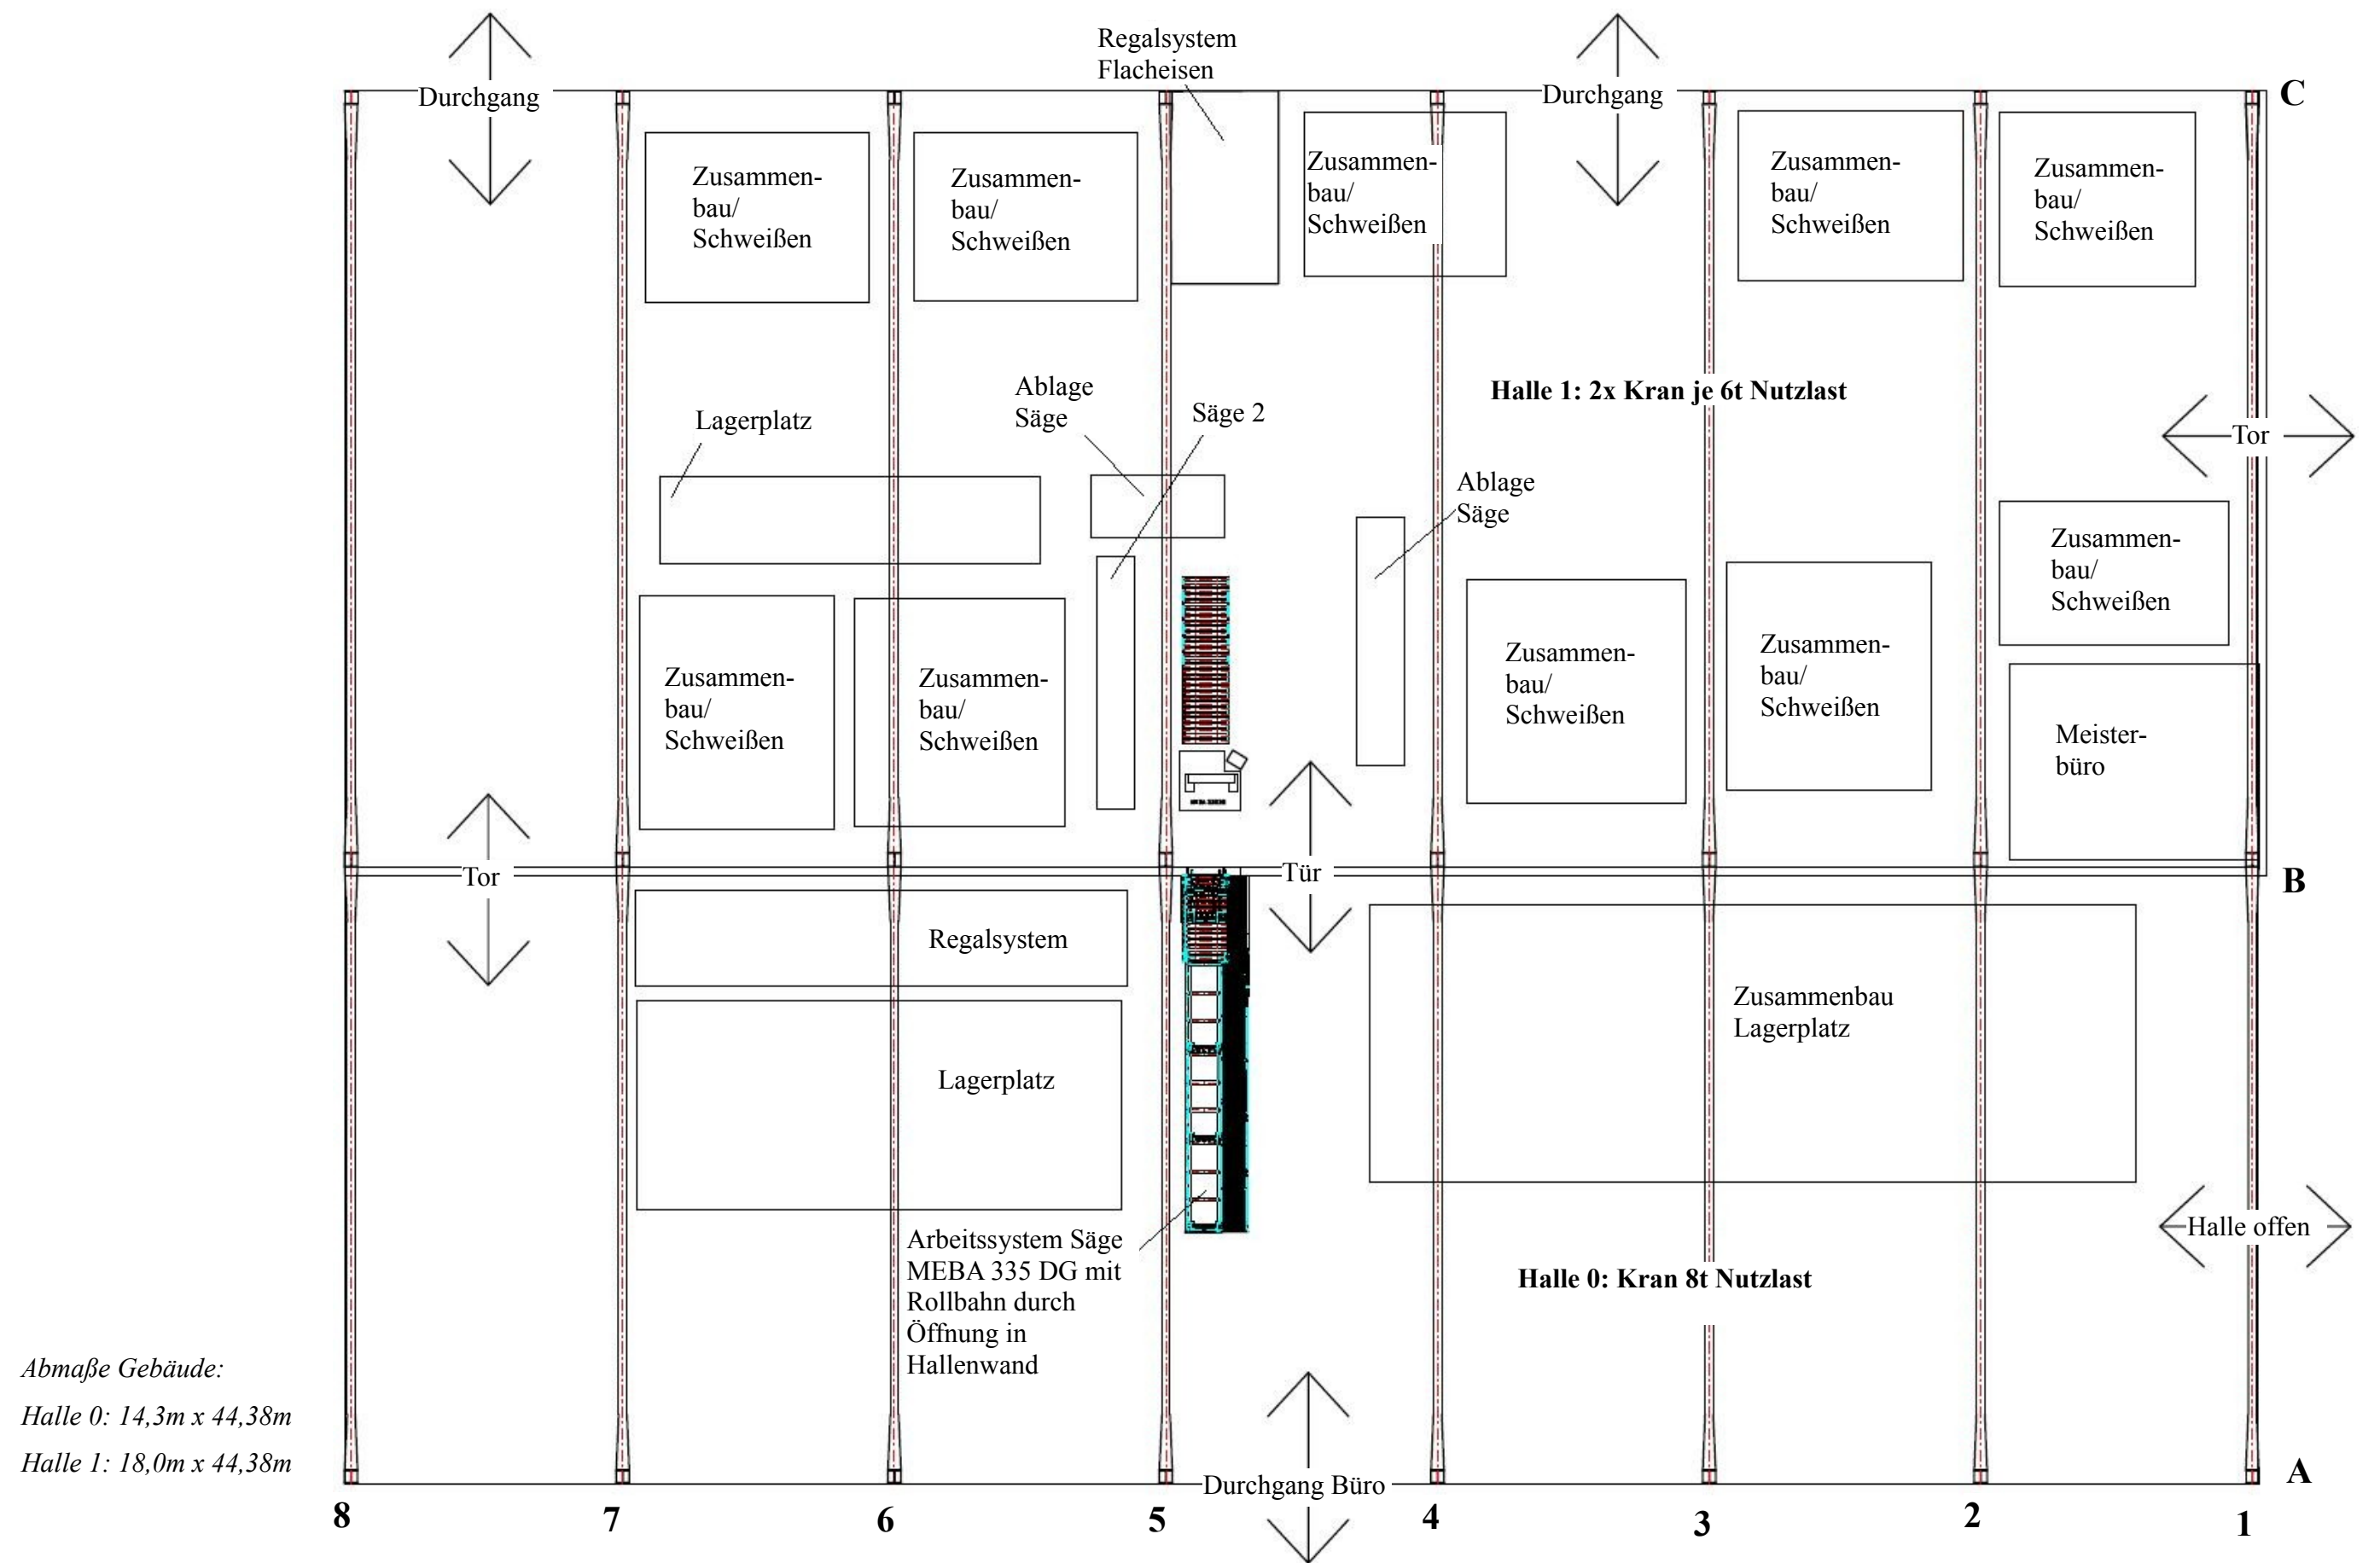 Regalsystem
Flacheisen
Durchgang
Durchgang
C
Zusammen-
bau/
Schweißen
Zusammen-
bau/
Schweißen
Zusammen-
bau/
Schweißen
Zusammen-
bau/
Schweißen
Zusammen-
bau/
Schweißen
Halle 1: 2x Kran je 6t Nutzlast
Lagerplatz
Ablage
Säge
Säge 2
Tor
Ablage
Säge
Zusammen-
bau/
Schweißen
Zusammen-
bau/
Schweißen
Zusammen-
bau/
Schweißen
Zusammen-
bau/
Schweißen
Zusammen-
bau/
Schweißen
Meister-
büro
Tor
Tür
B
Regalsystem
Lagerplatz
Zusammenbau
Lagerplatz
Halle offen
Arbeitssystem Säge
MEBA 335 DG mit
Rollbahn durch
Öffnung in
Hallenwand
Halle 0: Kran 8t Nutzlast
Abmaße Gebäude:
Halle 0: 14,3m x 44,38m
Halle 1: 18,0m x 44,38m
Durchgang Büro
A
8
7
6
5
4
3
2
1